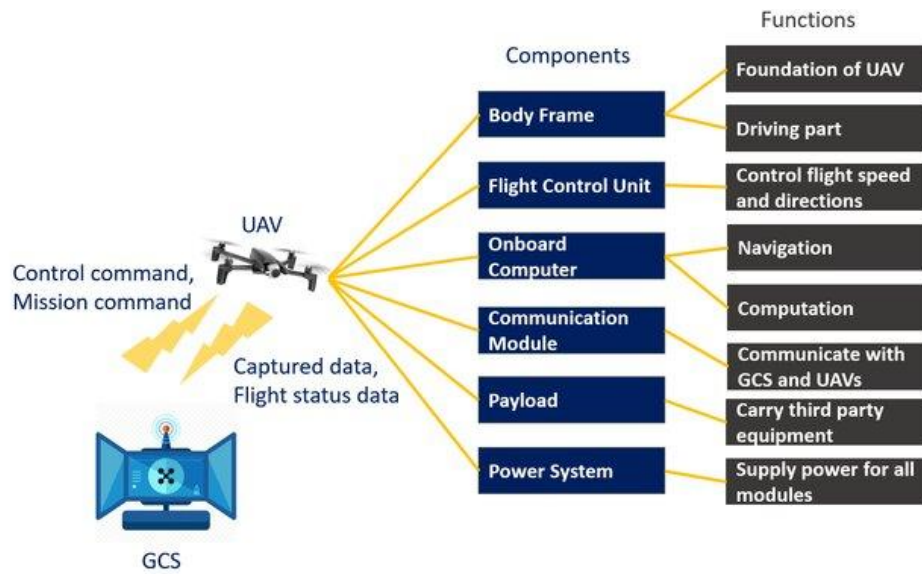 Functions
Components
Foundation of UAV
Body Frame
Driving part
Flight Control Unit
Control flight speed
and directions
UAV
Onboard
Computer
Navigation
Control command,
Mission command
Computation
Communication
Module
Communicate with
GCS and UAVs
Captured data,
Flight status data
Payload
Carry third party
equipment
Power System
Supply power for all
modules
GCS